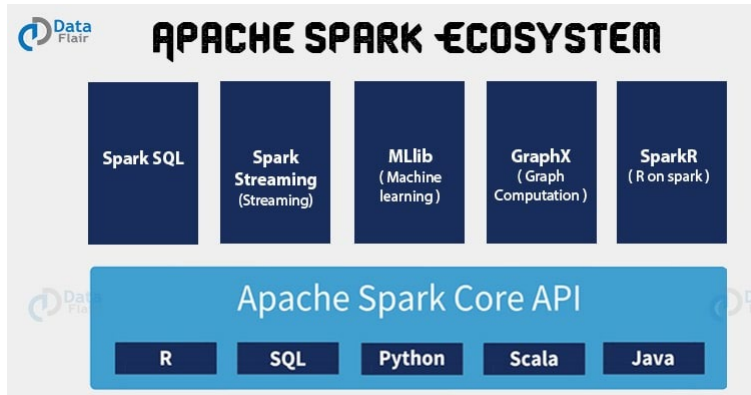 Data
Flair
APACHE SPARK ECOSYSTEM
Spark SQL
Spark
Streaming
(Streaming)
MLlib
( Machine
learning )
GraphX
( Graph
Computation )
SparkR
( R on spark )
Data
Flair
Apache Spark Core API
R
SQL
Python
Scala
Java